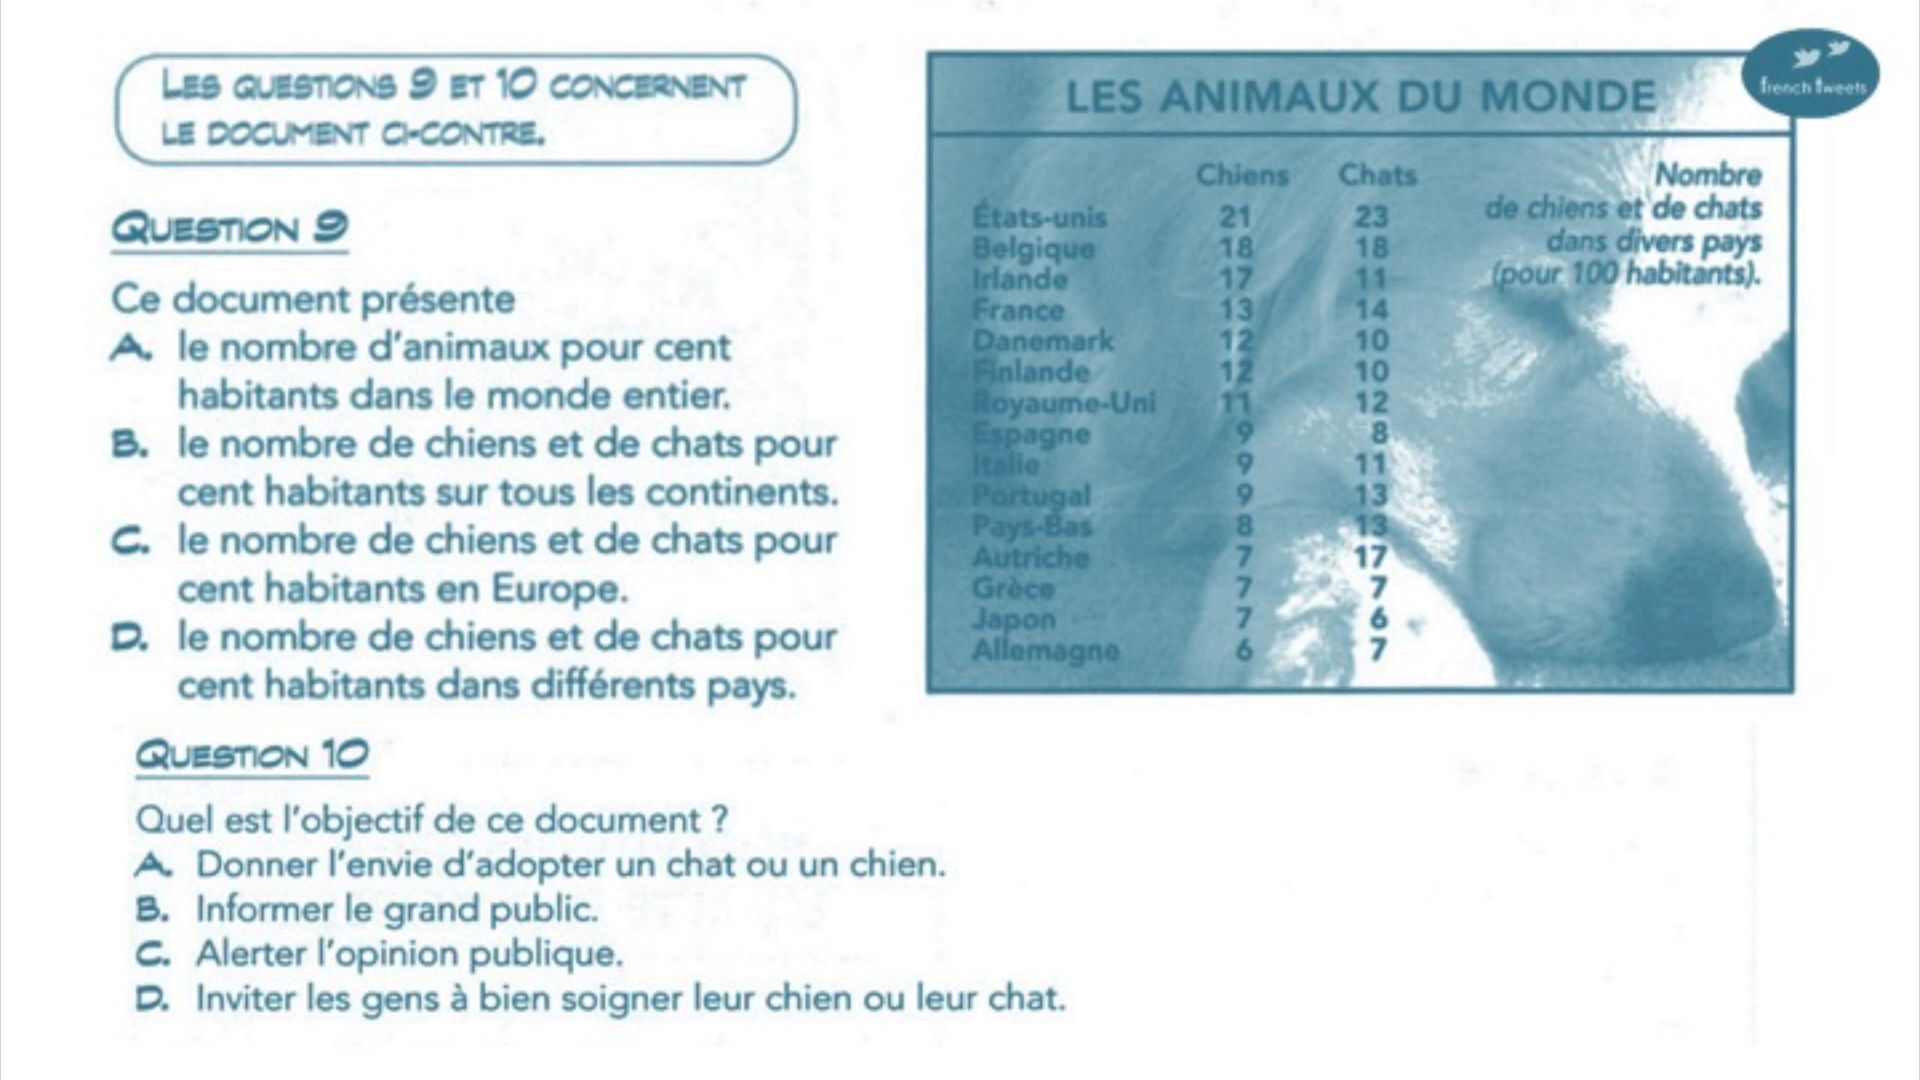 LES QUESTIONS 9 ET 10 CONCERNENT
LE DOCUMENT CI-CONTRE.
QUESTION 9
Ce document présente
A. le nombre d'animaux pour cent
habitants dans le monde entier.
B. le nombre de chiens et de chats pour
cent habitants sur tous les continents.
C. le nombre de chiens et de chats pour
cent habitants en Europe.
D. le nombre de chiens et de chats pour
cent habitants dans différents pays.
french tweets
LES ANIMAUX DU MONDE
Chiens Chats
États-unis 21 23
Belgique 18 18
Irlande 17 11
France 13 14
Danemark 12 10
Finlande 12 10
Royaume-Uni 11 12
Espagne 9 8
Italie 9 11
Portugal 9 13
Pays-Bas 8 13
Autriche 7 17
Grèce 7 7
Japon 7 6
Allemagne 6 7
Nombre
de chiens et de chats
dans divers pays
(pour 100 habitants).
QUESTION 10
Quel est l'objectif de ce document ?
A. Donner l'envie d'adopter un chat ou un chien.
B. Informer le grand public.
C. Alerter l'opinion publique.
D. Inviter les gens à bien soigner leur chien ou leur chat.